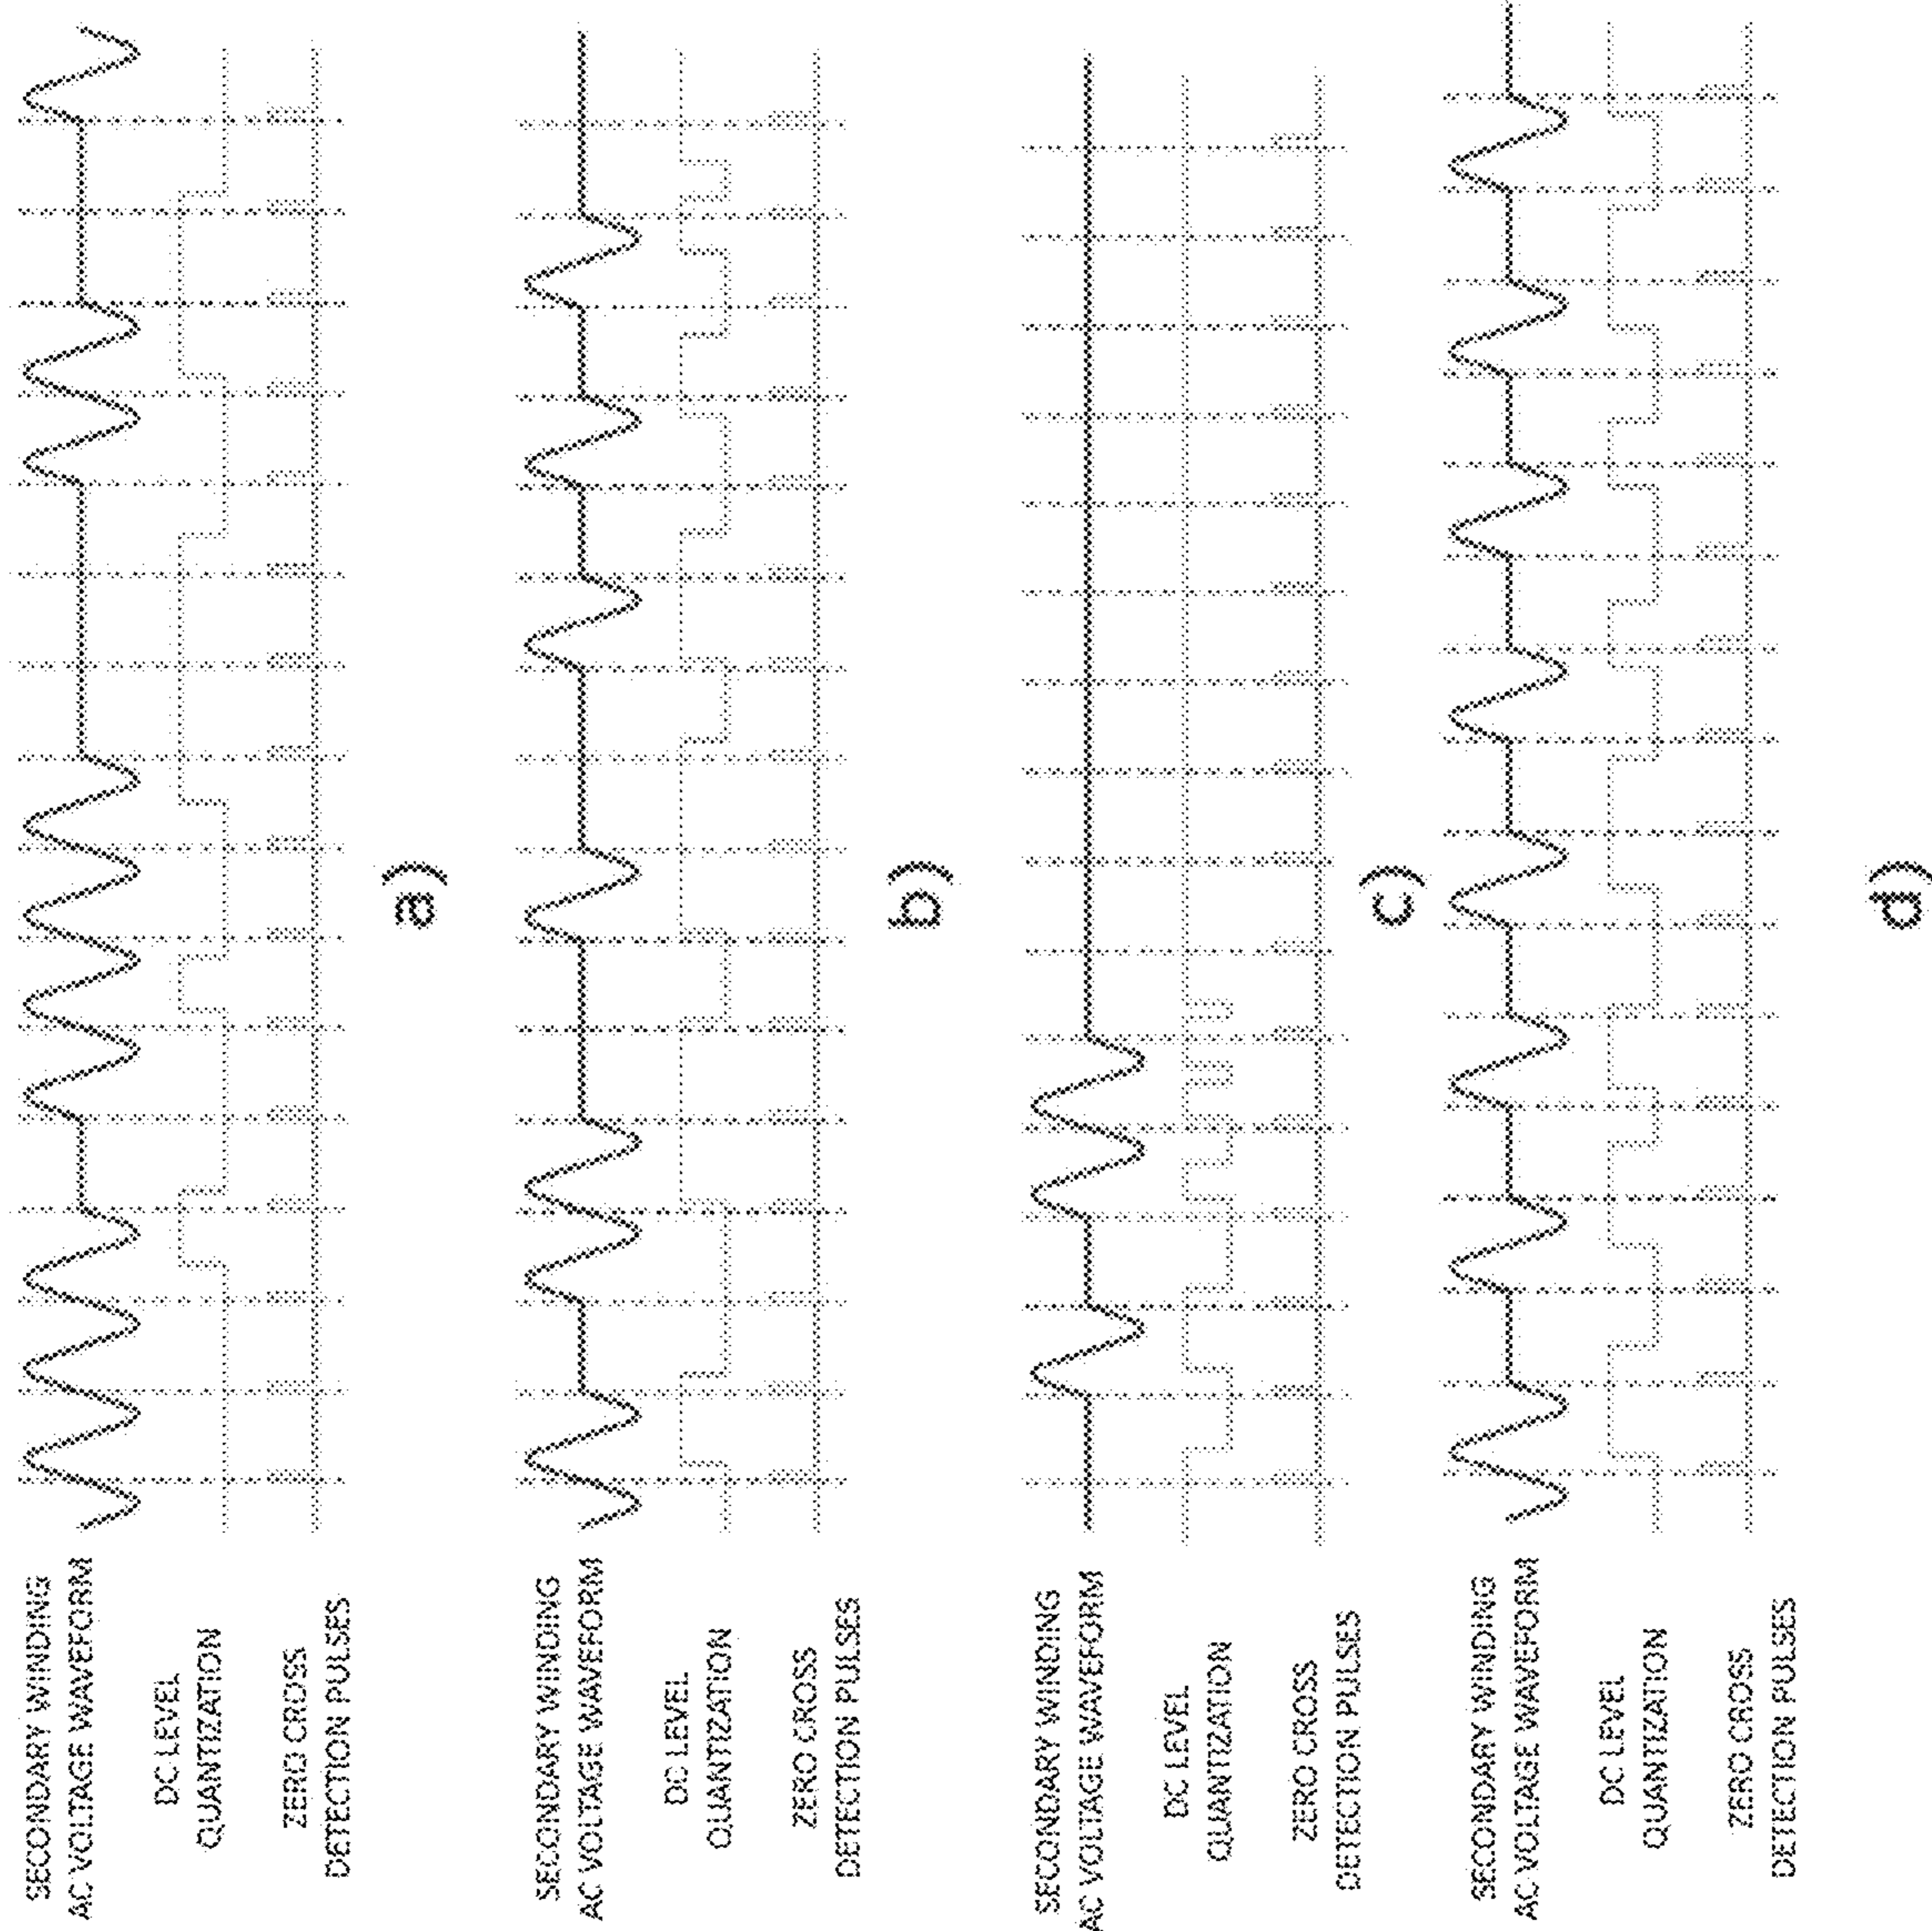 SECONDARY WINDING
AC VOLTAGE WAVEFORM
DC LEVEL
QUANTIZATION
ZERO CROSS
DETECTION PULSES
a)
SECONDARY WINDING
AC VOLTAGE WAVEFORM
DC LEVEL
QUANTIZATION
ZERO CROSS
DETECTION PULSES
b)
SECONDARY WINDING
AC VOLTAGE WAVEFORM
DC LEVEL
QUANTIZATION
ZERO CROSS
DETECTION PULSES
c)
SECONDARY WINDING
AC VOLTAGE WAVEFORM
DC LEVEL
QUANTIZATION
ZERO CROSS
DETECTION PULSES
d)